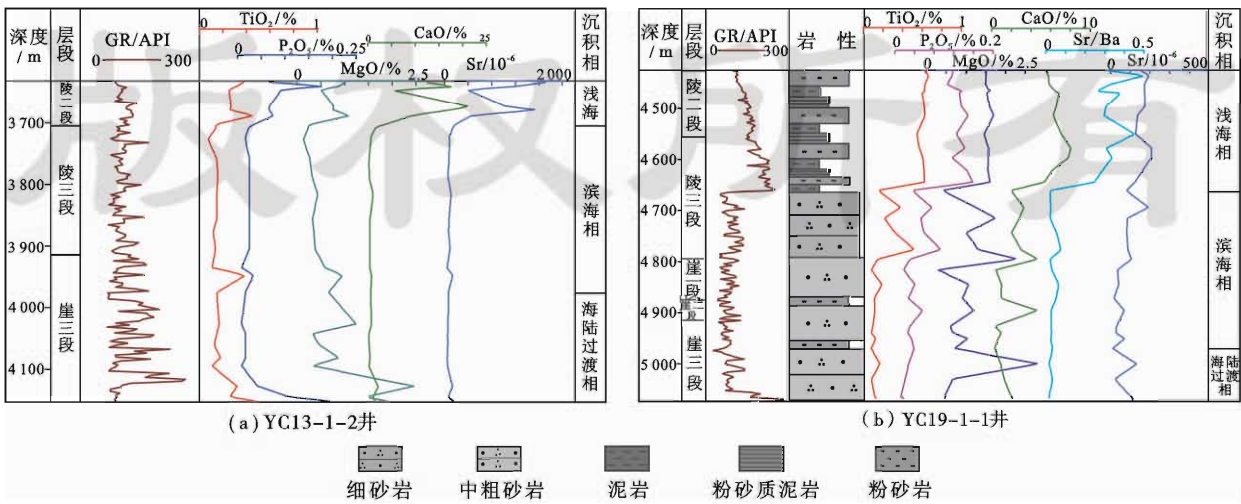 深度/m
层段
GR/API
0 300
TiO₂/%
0 1
P₂O₅/%
0 0.25
MgO/%
0 2.5
CaO/%
0 25
Sr/10⁻⁶
0 2000
沉积相
3 700
3 800
3 900
4 000
4 100
陵二段
陵三段
崖三段
浅海
滨海相
海陆过渡相
(a) YC13-1-2井
深度/m
层段
GR/API
0 300
岩 性
TiO₂/%
0 1
P₂O₅/%
0 0.2
MgO/%
0 2.5
CaO/%
0 10
Sr/Ba
0 0.5
Sr/10⁻⁶
0 500
沉积相
4 500
4 600
4 700
4 800
4 900
5 000
陵二段
陵三段
崖一段
崖二段
崖三段
浅海相
滨海相
海陆过渡相
(b) YC19-1-1井
细砂岩
中粗砂岩
泥岩
粉砂质泥岩
粉砂岩
版权所有